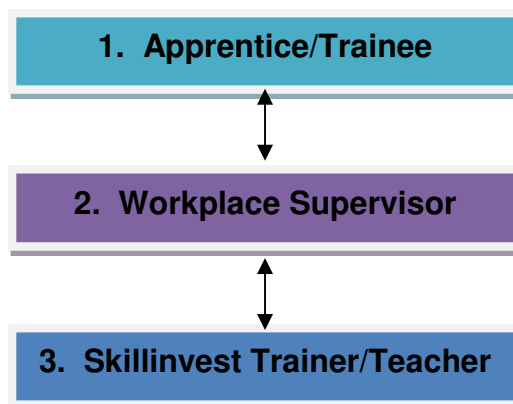 1. Apprentice/Trainee
2. Workplace Supervisor
3. Skillinvest Trainer/Teacher